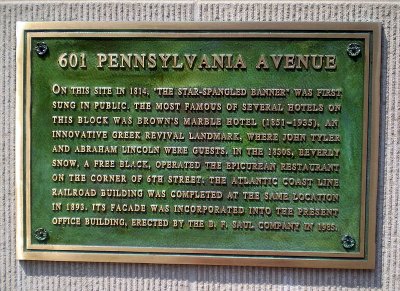 601 PENNSYLVANIA AVENUE
ON THIS SITE IN 1814, "THE STAR-SPANGLED BANNER" WAS FIRST
SUNG IN PUBLIC. THE MOST FAMOUS OF SEVERAL HOTELS ON
THIS BLOCK WAS BROWN'S MARBLE HOTEL (1851-1935), AN
INNOVATIVE GREEK REVIVAL LANDMARK, WHERE JOHN TYLER
AND ABRAHAM LINCOLN WERE GUESTS. IN THE 1830S, BEVERLY
SNOW, A FREE BLACK, OPERATED THE EPICUREAN RESTAURANT
ON THE CORNER OF 6TH STREET; THE ATLANTIC COAST LINE
RAILROAD BUILDING WAS COMPLETED AT THE SAME LOCATION
IN 1893. ITS FACADE WAS INCORPORATED INTO THE PRESENT
OFFICE BUILDING, ERECTED BY THE B. F. SAUL COMPANY IN 1985.